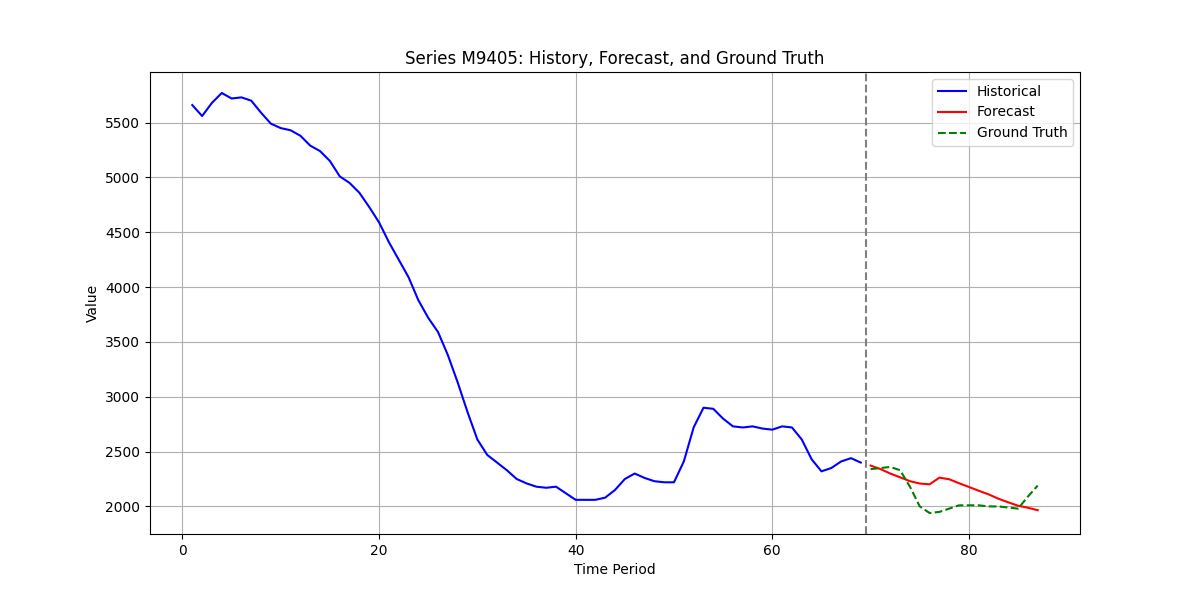 Series M9405: History, Forecast, and Ground Truth
Historical
Forecast
Ground Truth
Value
5500
5000
4500
4000
3500
3000
2500
2000
0 20 40 60 80
Time Period